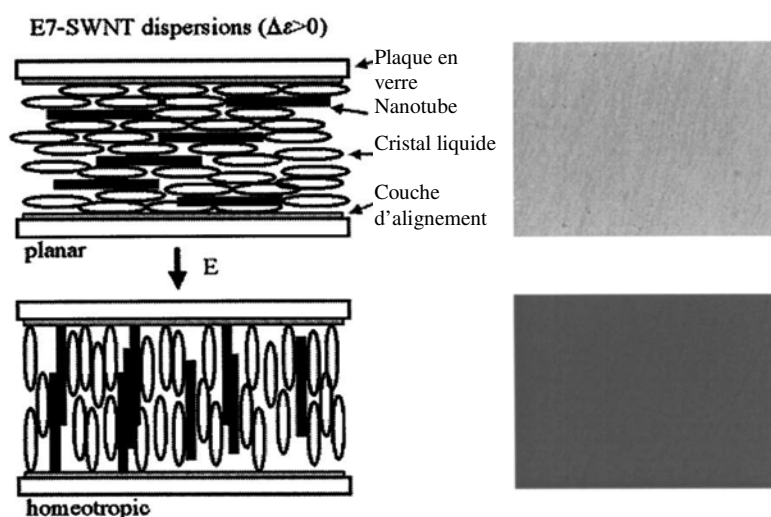 E7-SWNT dispersions (Δε>0)
Plaque en
verre
Nanotube
Cristal liquide
Couche
d'alignement
planar
E
homeotropic